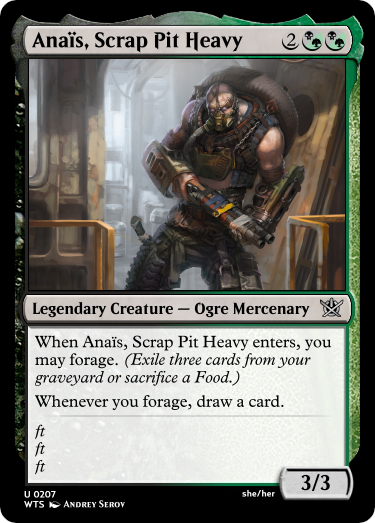 Anaïs, Scrap Pit Heavy 2
Legendary Creature — Ogre Mercenary
When Anaïs, Scrap Pit Heavy enters, you
may forage. (Exile three cards from your
graveyard or sacrifice a Food.)
Whenever you forage, draw a card.
ft
ft
ft
3/3
U 0207
WTS Andrey Serov
she/her